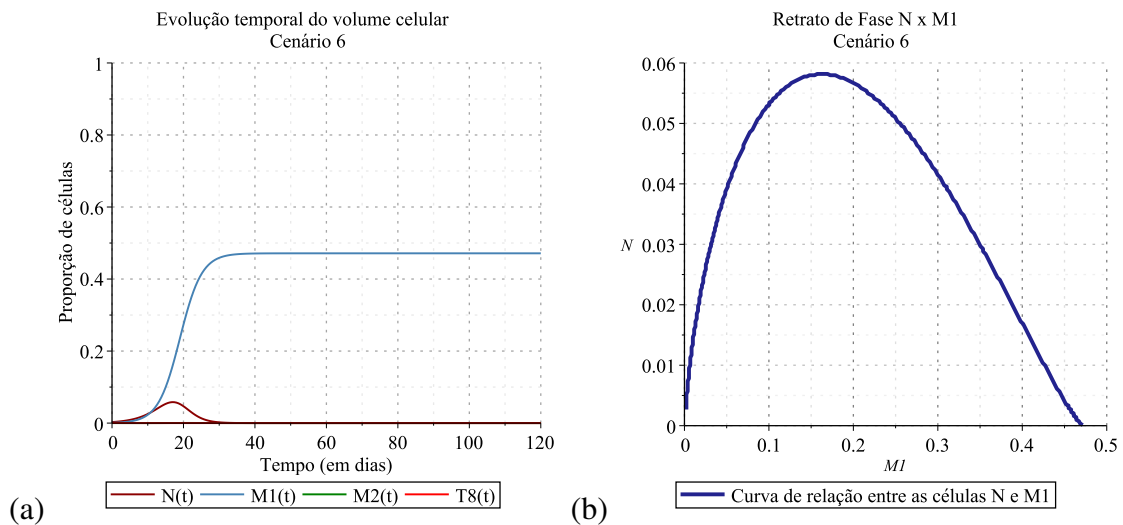 Evolução temporal do volume celular
Cenário 6
1
0.8
0.6
0.4
0.2
0
Proporção de células
0 20 40 60 80 100 120
Tempo (em dias)
N(t) M1(t) M2(t) T8(t)
(a)
Retrato de Fase N x M1
Cenário 6
0.06
0.05
0.04
N 0.03
0.02
0.01
0
0 0.1 0.2 0.3 0.4 0.5
M1
Curva de relação entre as células N e M1
(b)